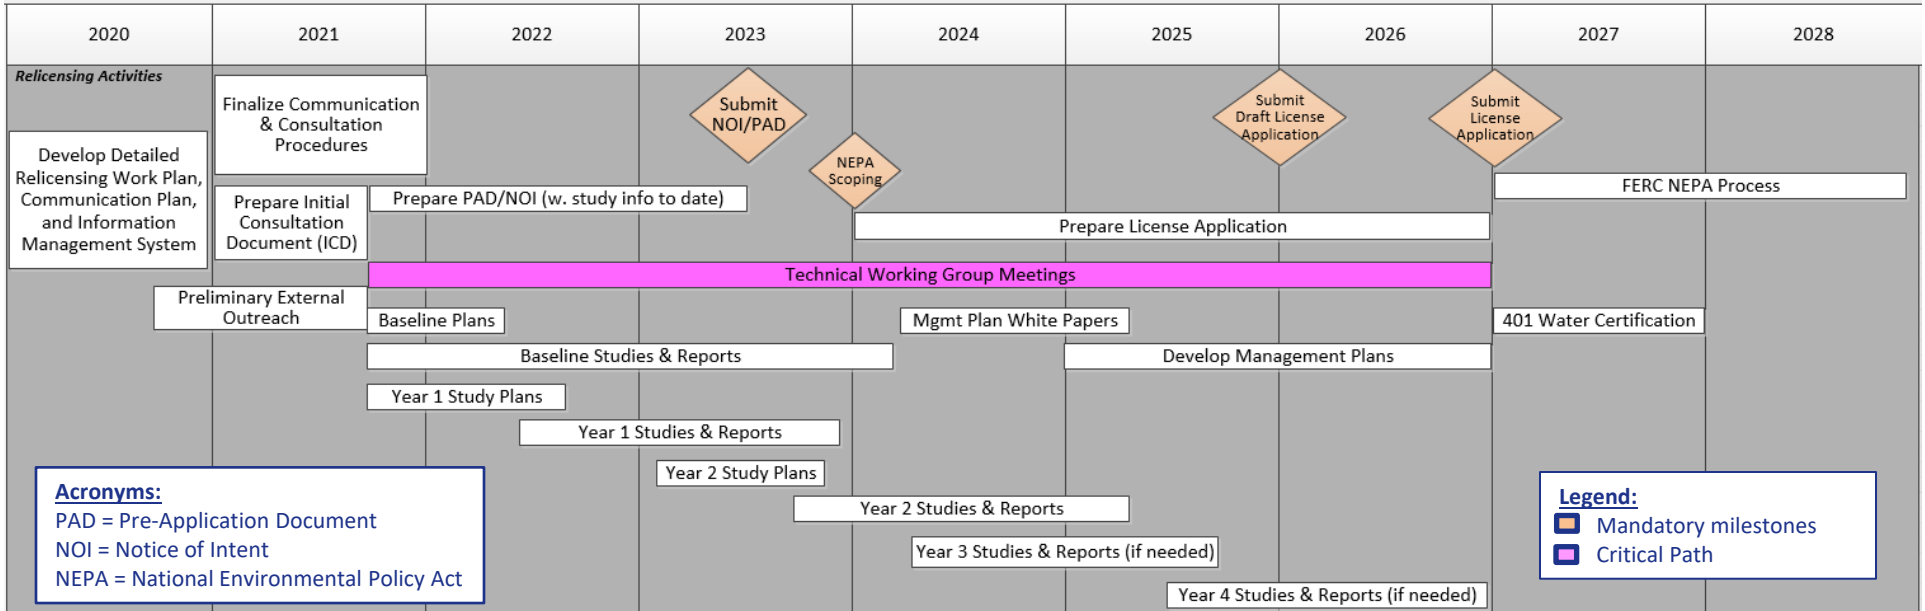 2020
2021
2022
2023
2024
2025
2026
2027
2028
Relicensing Activities
Develop Detailed
Relicensing Work Plan,
Communication Plan,
and Information
Management System
Finalize Communication
& Consultation
Procedures
Prepare Initial
Consultation
Document (ICD)
Submit
NOI/PAD
NEPA
Scoping
Submit
Draft License
Application
Submit
License
Application
Prepare PAD/NOI (w. study info to date)
FERC NEPA Process
Prepare License Application
Technical Working Group Meetings
Preliminary External
Outreach
Baseline Plans
Mgmt Plan White Papers
401 Water Certification
Baseline Studies & Reports
Develop Management Plans
Year 1 Study Plans
Year 1 Studies & Reports
Year 2 Study Plans
Year 2 Studies & Reports
Year 3 Studies & Reports (if needed)
Year 4 Studies & Reports (if needed)
Acronyms:
PAD = Pre-Application Document
NOI = Notice of Intent
NEPA = National Environmental Policy Act
Legend:
Mandatory milestones
Critical Path